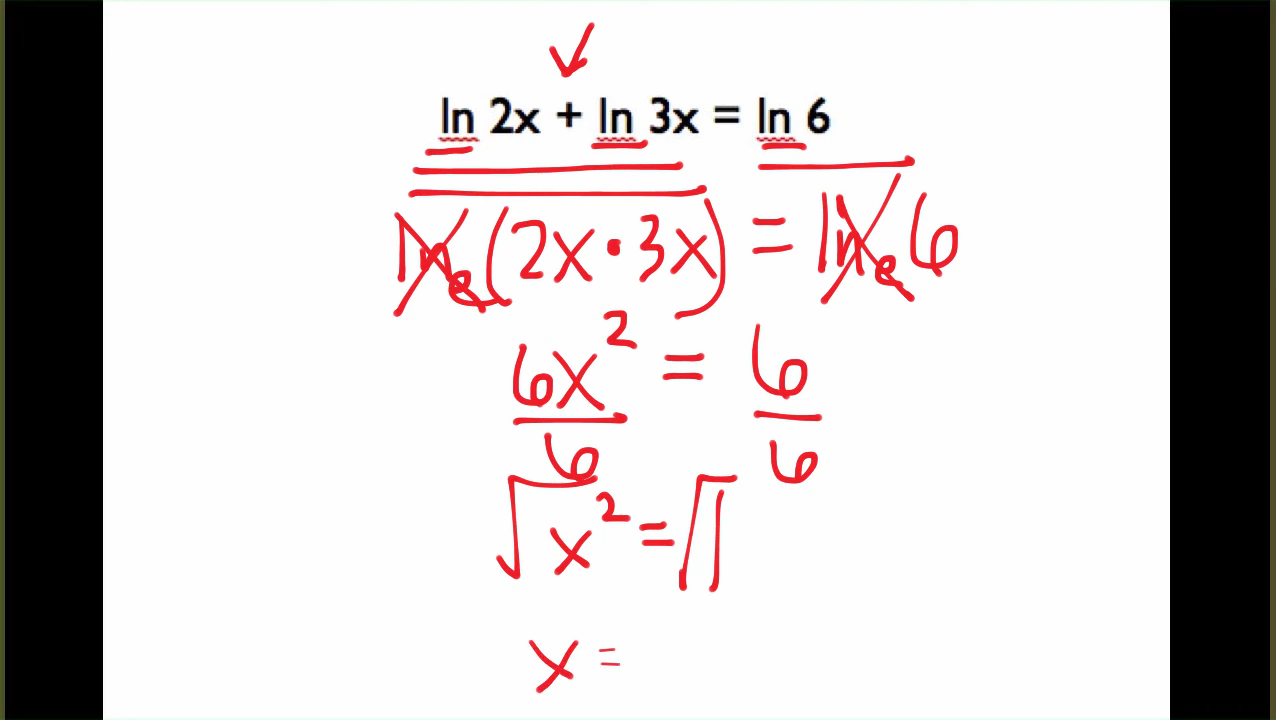 ln 2x + ln 3x = ln 6
lnₑ(2x·3x) = lnₑ6
6x² = 6
6 6
√x² = √1
x =